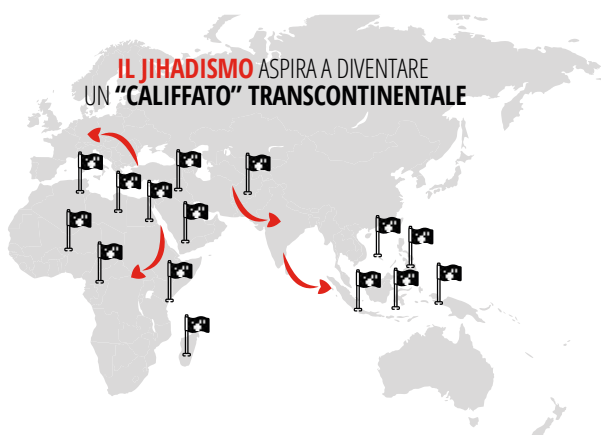 IL JIHADISMO ASPIRA A DIVENTARE
UN “CALIFFATO” TRANSCONTINENTALE